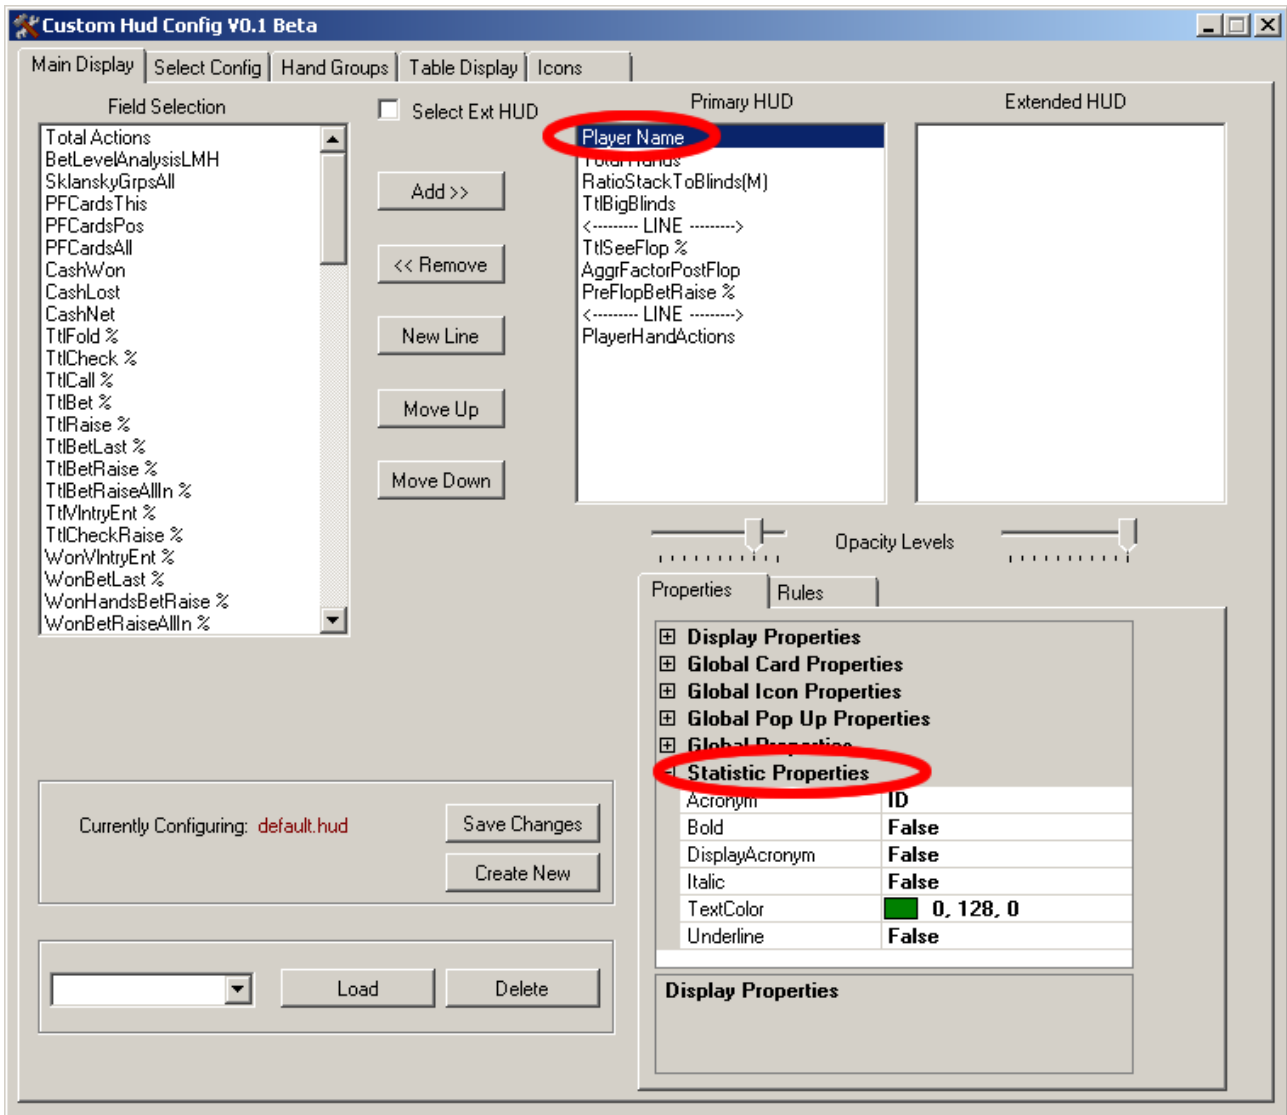 Custom Hud Config V0.1 Beta
Main Display
Select Config
Hand Groups
Table Display
Icons
Field Selection
Total Actions
BetLevelAnalysisLMH
SklanskyGrpsAll
PFCardsThis
PFCardsPos
PFCardsAll
CashWon
CashLost
CashNet
TtlFold %
TtlCheck %
TtlCall %
TtlBet %
TtlRaise %
TtlBetLast %
TtlBetRaise %
TtlBetRaiseAllIn %
TtlVlntryEnt %
TtlCheckRaise %
WonVlntryEnt %
WonBetLast %
WonHandsBetRaise %
WonBetRaiseAllIn %
Select Ext HUD
Add >>
<< Remove
New Line
Move Up
Move Down
Primary HUD
Player Name
TotalHands
RatioStackToBlinds(M)
TtlBigBlinds
<--------- LINE --------->
TtlSeeFlop %
AggrFactorPostFlop
PreFlopBetRaise %
<--------- LINE --------->
PlayerHandActions
Extended HUD
Opacity Levels
Properties
Rules
Display Properties
Global Card Properties
Global Icon Properties
Global Pop Up Properties
Global Properties
Statistic Properties
Acronym ID
Bold False
DisplayAcronym False
Italic False
TextColor 0, 128, 0
Underline False
Display Properties
Currently Configuring: default.hud
Save Changes
Create New
Load
Delete